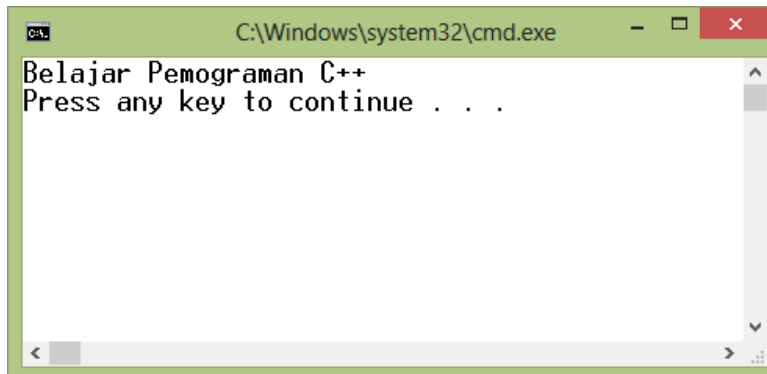 C:\Windows\system32\cmd.exe
Belajar Pemograman C++
Press any key to continue . . .